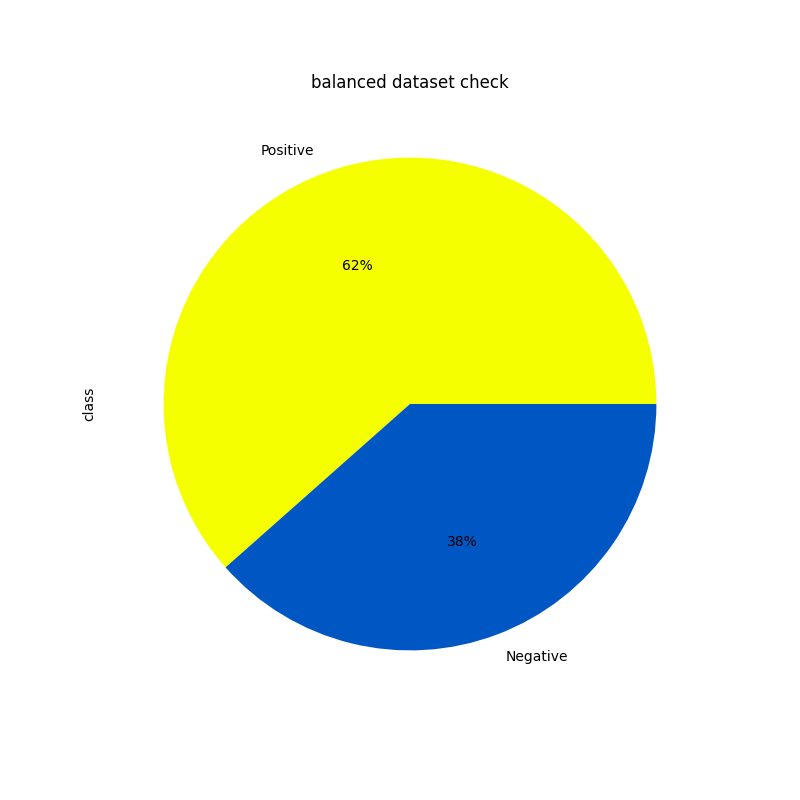 balanced dataset check
Positive
62%
class
38%
Negative